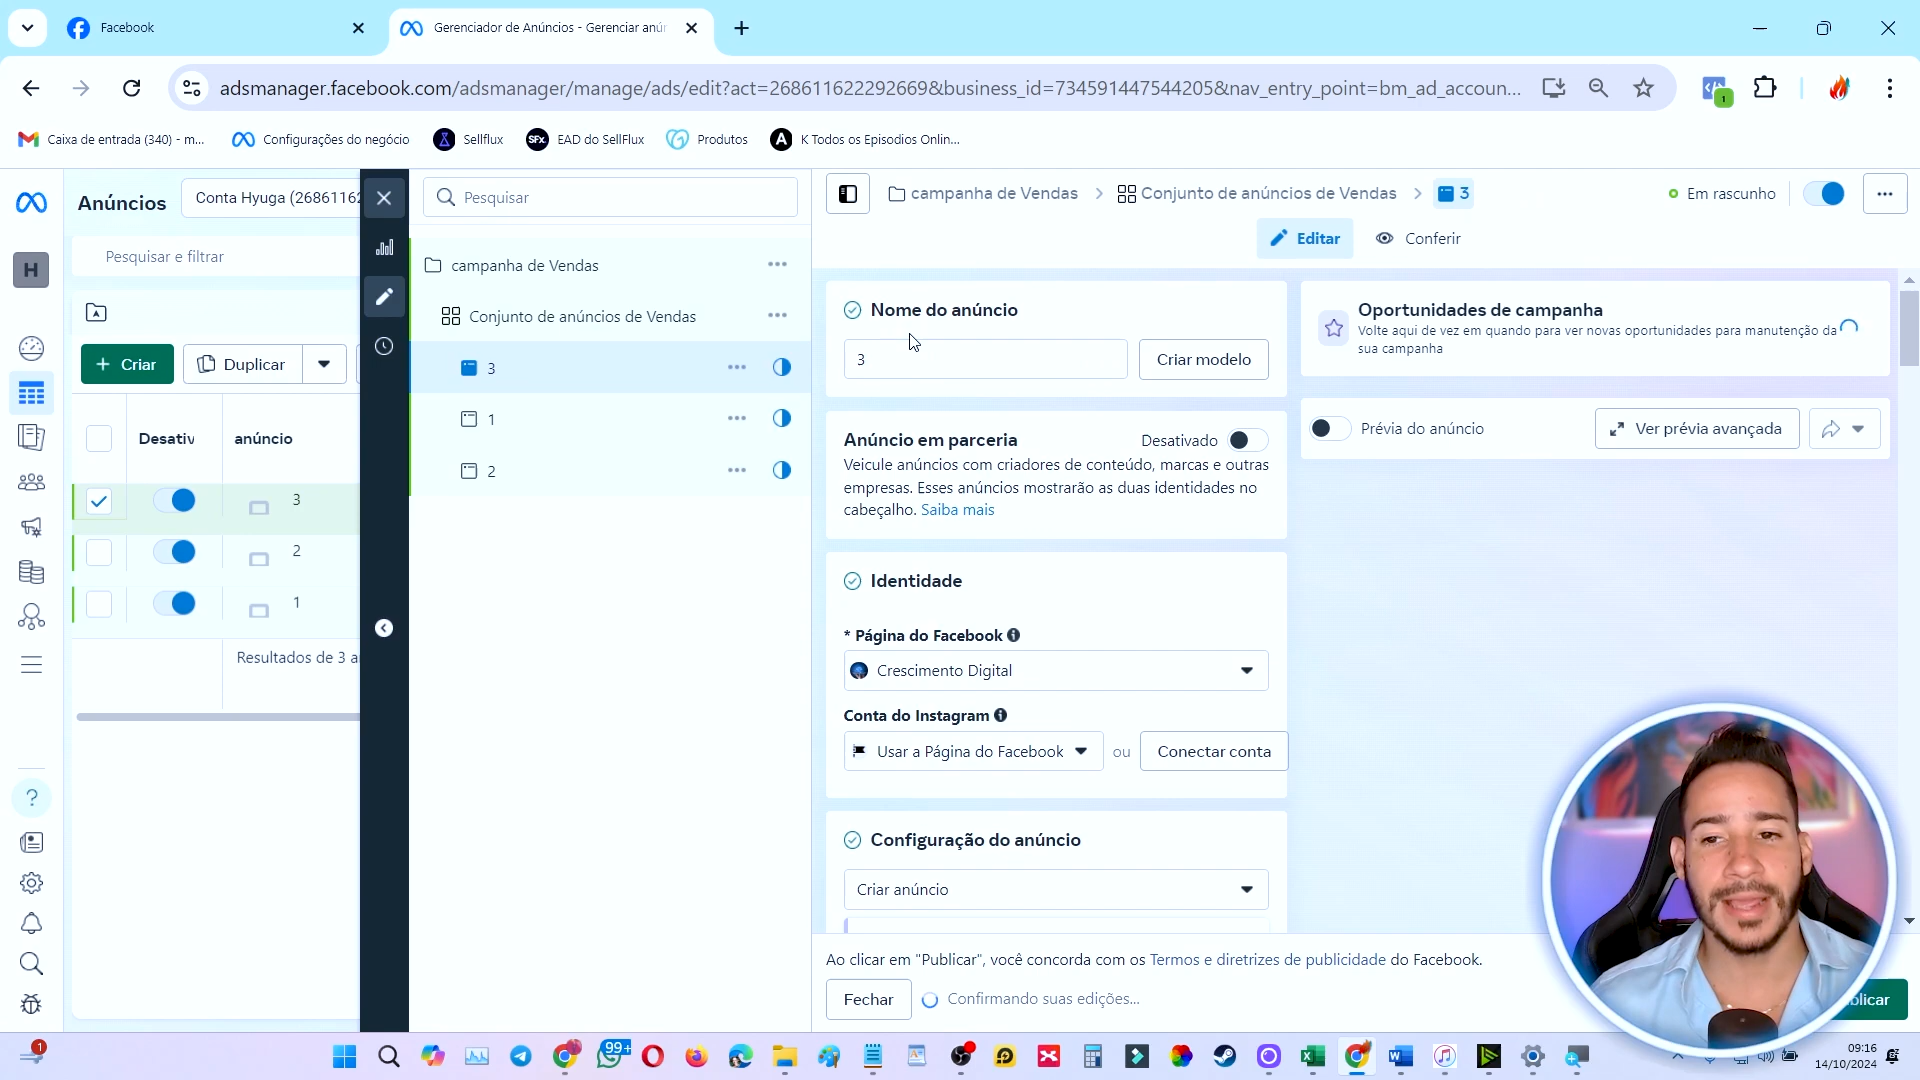 Facebook
Gerenciador de Anúncios - Gerenciar anún
adsmanager.facebook.com/adsmanager/manage/ads/edit?act=268611622292669&business_id=734591447544205&nav_entry_point=bm_ad_accoun...
1
Caixa de entrada (340) - m...
Configurações do negócio
Sellflux
SFx
EAD do SellFlux
Produtos
A
K Todos os Episodios Onlin...
Anúncios
Conta Hyuga (26861162
Pesquisar e filtrar
H
+ Criar
Duplicar
Desativ
anúncio
3
2
1
Resultados de 3 a
?
Pesquisar
campanha de Vendas
Conjunto de anúncios de Vendas
3
1
2
campanha de Vendas
Conjunto de anúncios de Vendas
3
Em rascunho
Editar
Conferir
Nome do anúncio
3
Criar modelo
Anúncio em parceria
Desativado
Veicule anúncios com criadores de conteúdo, marcas e outras
empresas. Esses anúncios mostrarão as duas identidades no
cabeçalho. Saiba mais
Identidade
* Página do Facebook
Crescimento Digital
Conta do Instagram
Usar a Página do Facebook
ou
Conectar conta
Configuração do anúncio
Criar anúncio
Oportunidades de campanha
Volte aqui de vez em quando para ver novas oportunidades para manutenção da
sua campanha
Prévia do anúncio
Ver prévia avançada
Ao clicar em "Publicar", você concorda com os Termos e diretrizes de publicidade do Facebook.
Fechar
Confirmando suas edições...
blicar
1
99+
09:16
14/10/2024